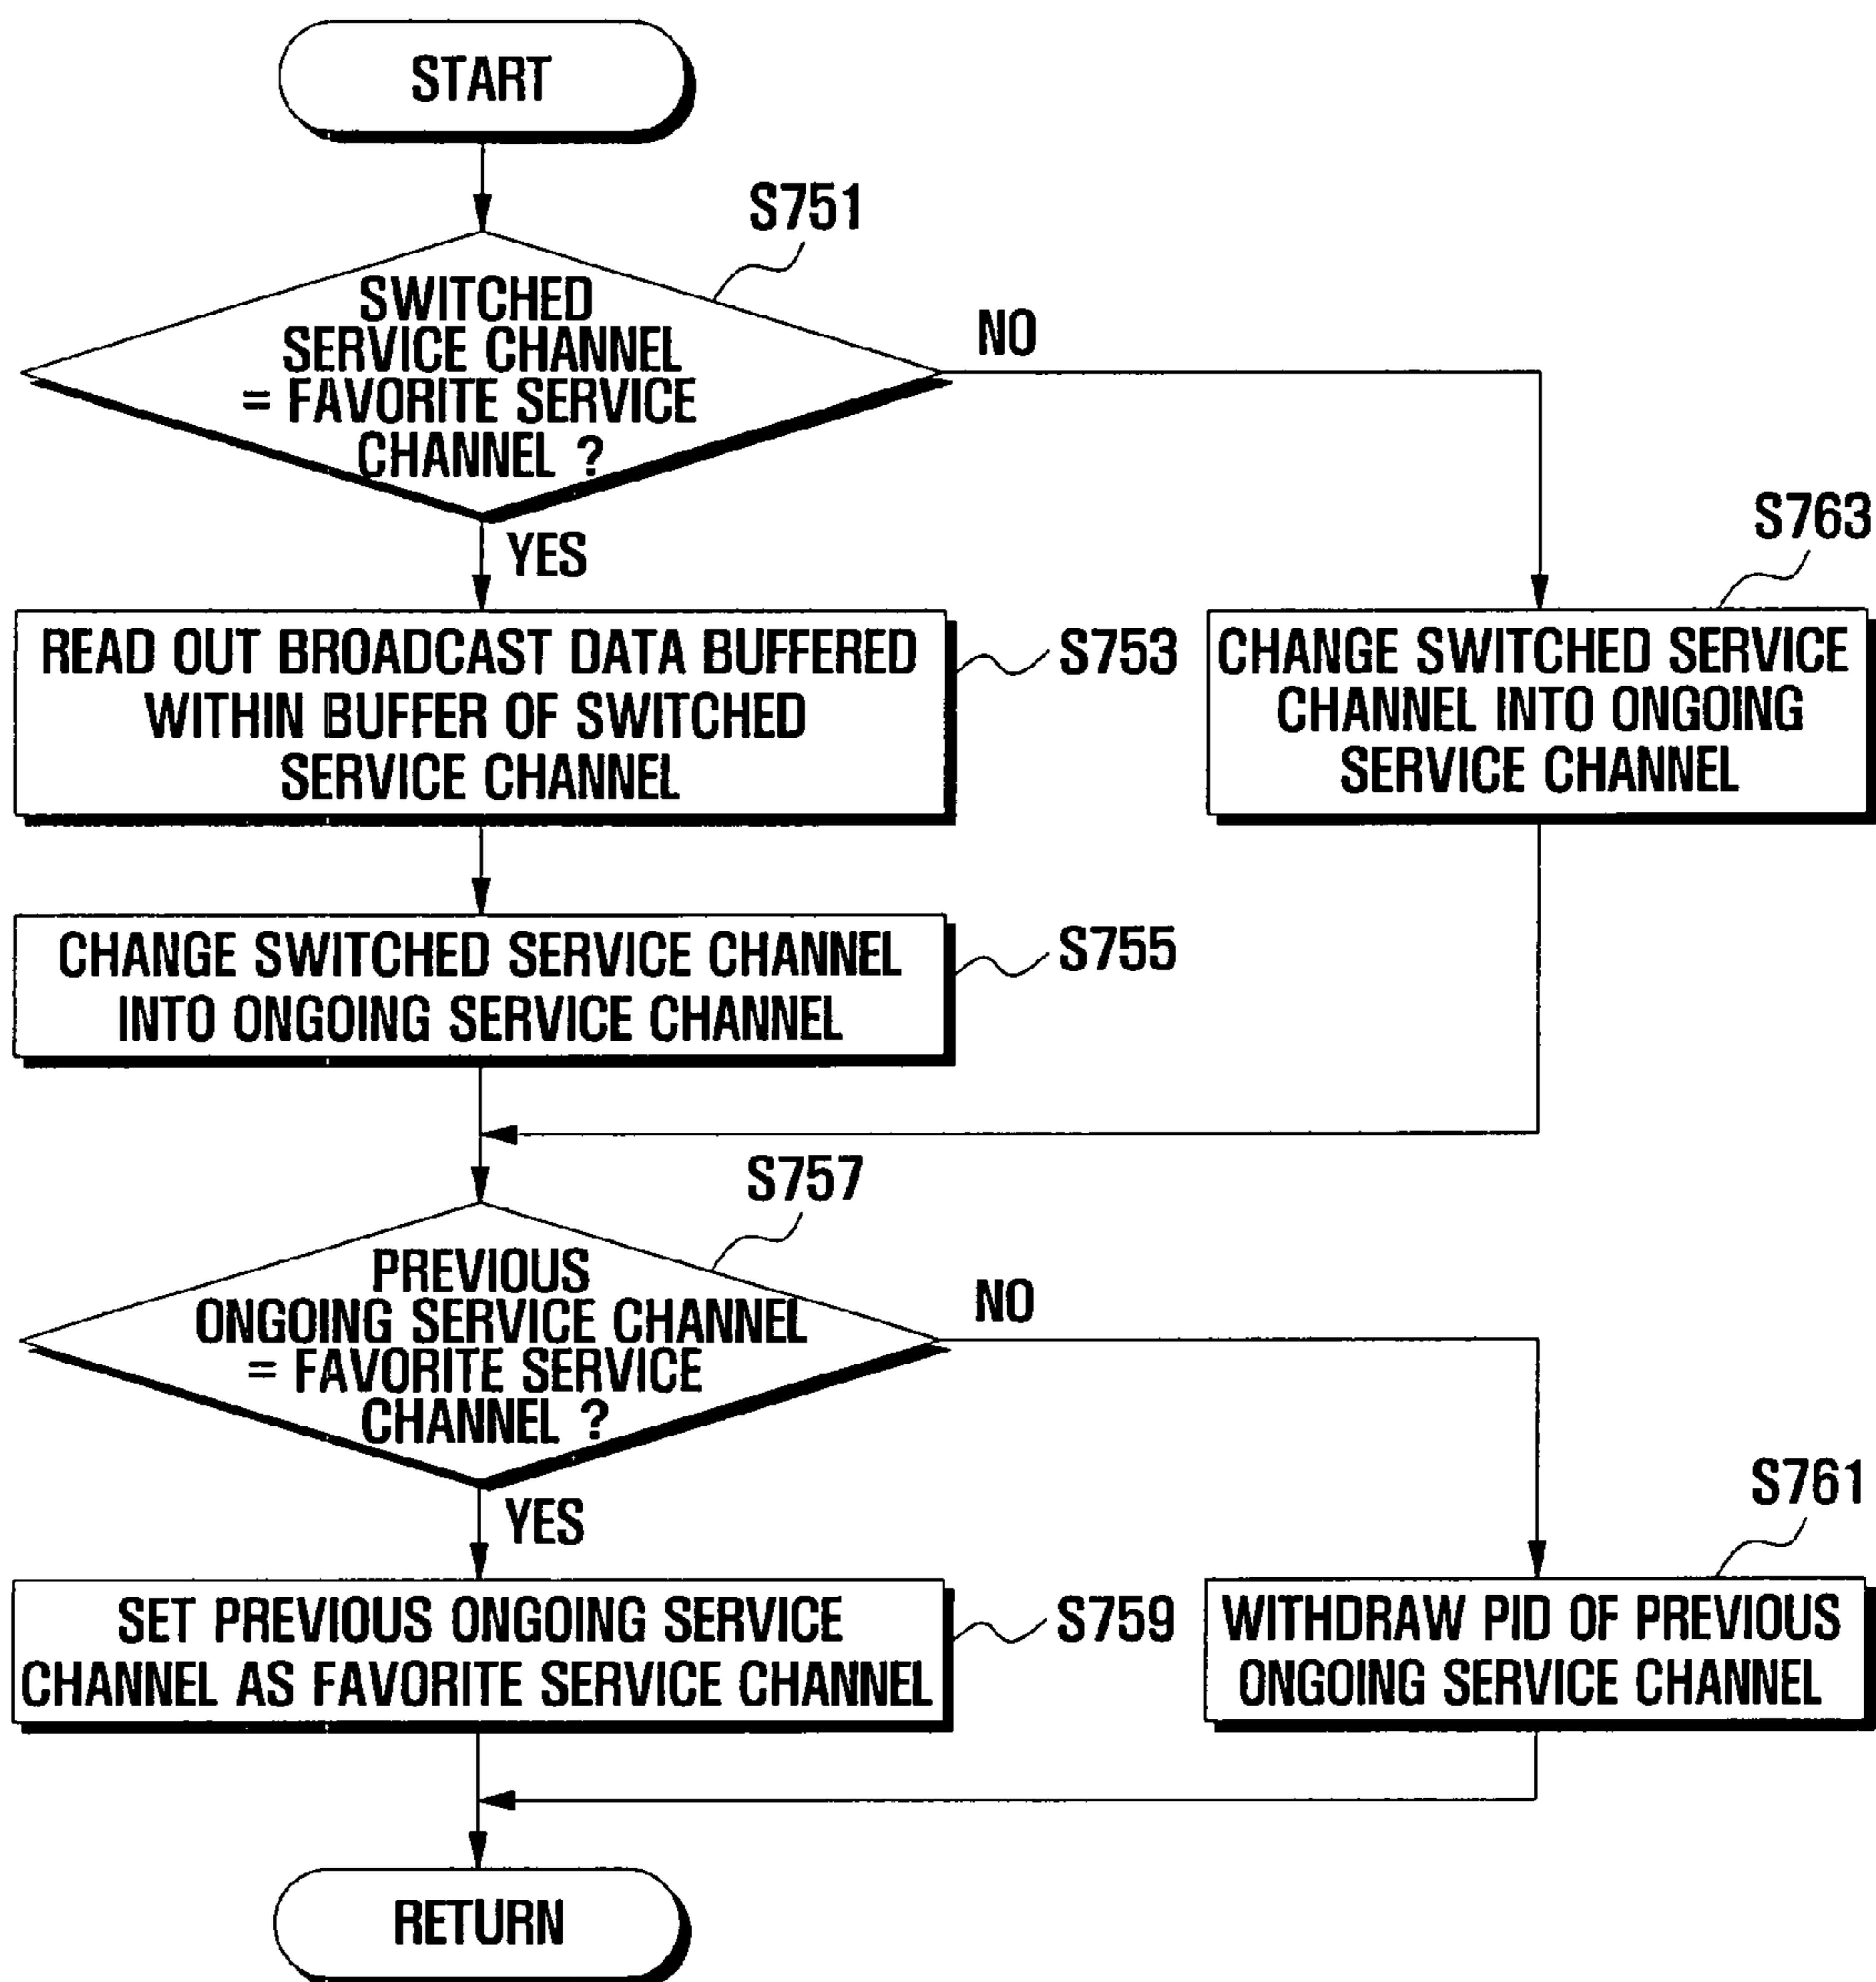 START
S751
SWITCHED
SERVICE CHANNEL
= FAVORITE SERVICE
CHANNEL ?
NO
YES
S763
READ OUT BROADCAST DATA BUFFERED
WITHIN BUFFER OF SWITCHED
SERVICE CHANNEL
S753
CHANGE SWITCHED SERVICE
CHANNEL INTO ONGOING
SERVICE CHANNEL
CHANGE SWITCHED SERVICE CHANNEL
INTO ONGOING SERVICE CHANNEL
S755
S757
PREVIOUS
ONGOING SERVICE CHANNEL
= FAVORITE SERVICE
CHANNEL ?
NO
YES
S761
SET PREVIOUS ONGOING SERVICE
CHANNEL AS FAVORITE SERVICE CHANNEL
S759
WITHDRAW PID OF PREVIOUS
ONGOING SERVICE CHANNEL
RETURN